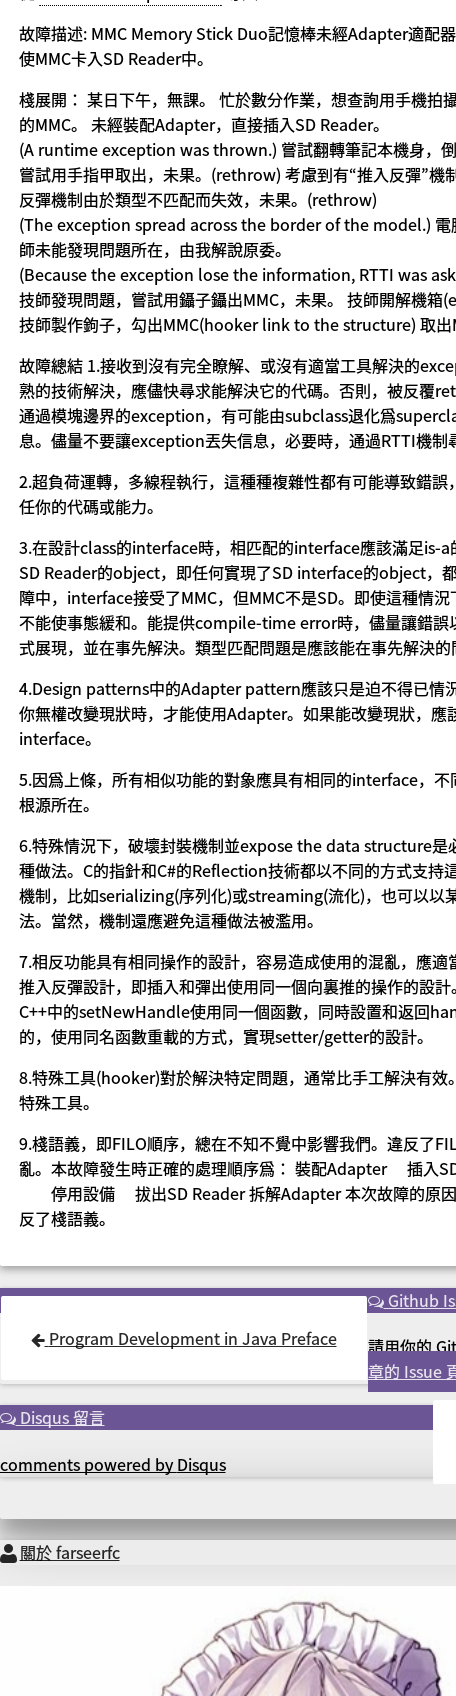 故障描述: MMC Memory Stick Duo記憶棒未經Adapter適配器
使MMC卡入SD Reader中。
棧展開： 某日下午，無課。 忙於數分作業，想查詢用手機拍攝
的MMC。 未經裝配Adapter，直接插入SD Reader。
(A runtime exception was thrown.) 嘗試翻轉筆記本機身，倒
嘗試用手指甲取出，未果。(rethrow) 考慮到有“推入反彈”機制
反彈機制由於類型不匹配而失效，未果。(rethrow)
(The exception spread across the border of the model.) 電腦
師未能發現問題所在，由我解說原委。
(Because the exception lose the information, RTTI was ask
技師發現問題，嘗試用鑷子鑷出MMC，未果。 技師開解機箱(e
技師製作鉤子，勾出MMC(hooker link to the structure) 取出M
故障總結 1.接收到沒有完全瞭解、或沒有適當工具解決的excep
熟的技術解決，應儘快尋求能解決它的代碼。否則，被反覆ret
通過模塊邊界的exception，有可能由subclass退化爲supercla
息。儘量不要讓exception丟失信息，必要時，通過RTTI機制尋
2.超負荷運轉，多線程執行，這種種複雜性都有可能導致錯誤，
任你的代碼或能力。
3.在設計class的interface時，相匹配的interface應該滿足is-a的
SD Reader的object，即任何實現了SD interface的object，都
障中，interface接受了MMC，但MMC不是SD。即使這種情況下
不能使事態緩和。能提供compile-time error時，儘量讓錯誤以
式展現，並在事先解決。類型匹配問題是應該能在事先解決的問
4.Design patterns中的Adapter pattern應該只是迫不得已情況
你無權改變現狀時，才能使用Adapter。如果能改變現狀，應該
interface。
5.因爲上條，所有相似功能的對象應具有相同的interface，不同
根源所在。
6.特殊情況下，破壞封裝機制並expose the data structure是必
種做法。C的指針和C#的Reflection技術都以不同的方式支持這
機制，比如serializing(序列化)或streaming(流化)，也可以以某
法。當然，機制還應避免這種做法被濫用。
7.相反功能具有相同操作的設計，容易造成使用的混亂，應適當
推入反彈設計，即插入和彈出使用同一個向裏推的操作的設計。
C++中的setNewHandle使用同一個函數，同時設置和返回han
的，使用同名函數重載的方式，實現setter/getter的設計。
8.特殊工具(hooker)對於解決特定問題，通常比手工解決有效。
特殊工具。
9.棧語義，即FILO順序，總在不知不覺中影響我們。違反了FIL
亂。本故障發生時正確的處理順序爲： 裝配Adapter 插入SD
停用設備 拔出SD Reader 拆解Adapter 本次故障的原因
反了棧語義。
Program Development in Java Preface
Github Is
請用你的 Git
章的 Issue 頁
Disqus 留言
comments powered by Disqus
關於 farseerfc